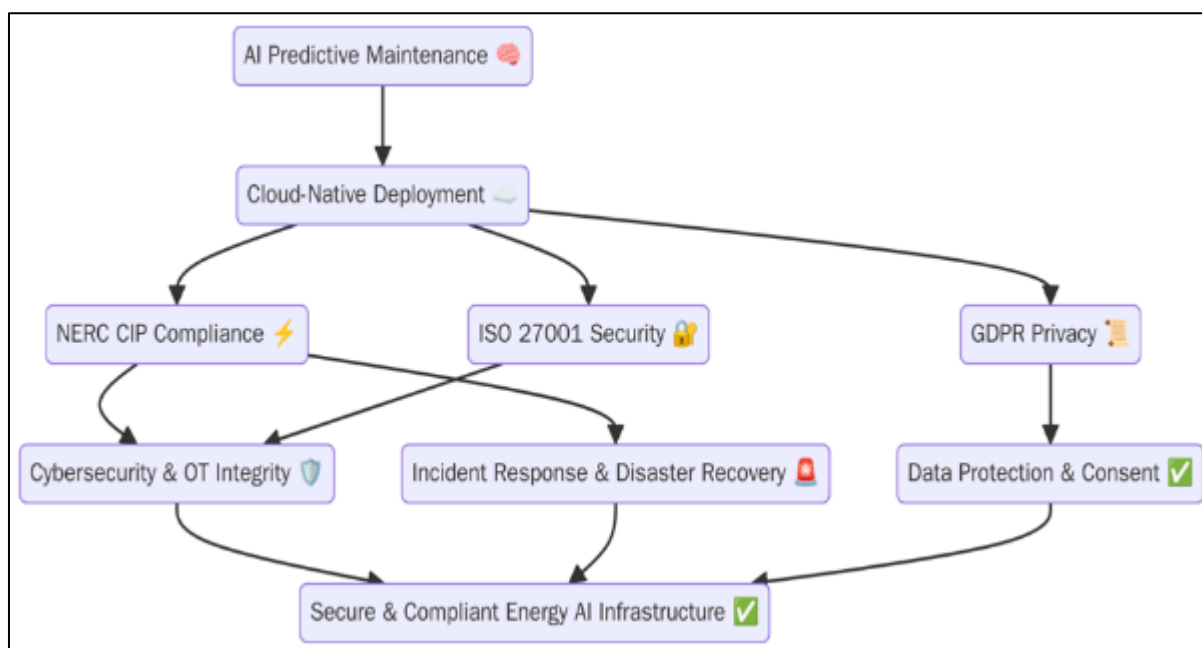 AI Predictive Maintenance 🧠
Cloud-Native Deployment ☁️
NERC CIP Compliance ⚡
ISO 27001 Security 🔐
GDPR Privacy 📜
Cybersecurity & OT Integrity 🛡️
Incident Response & Disaster Recovery 🚨
Data Protection & Consent ✅
Secure & Compliant Energy AI Infrastructure ✅